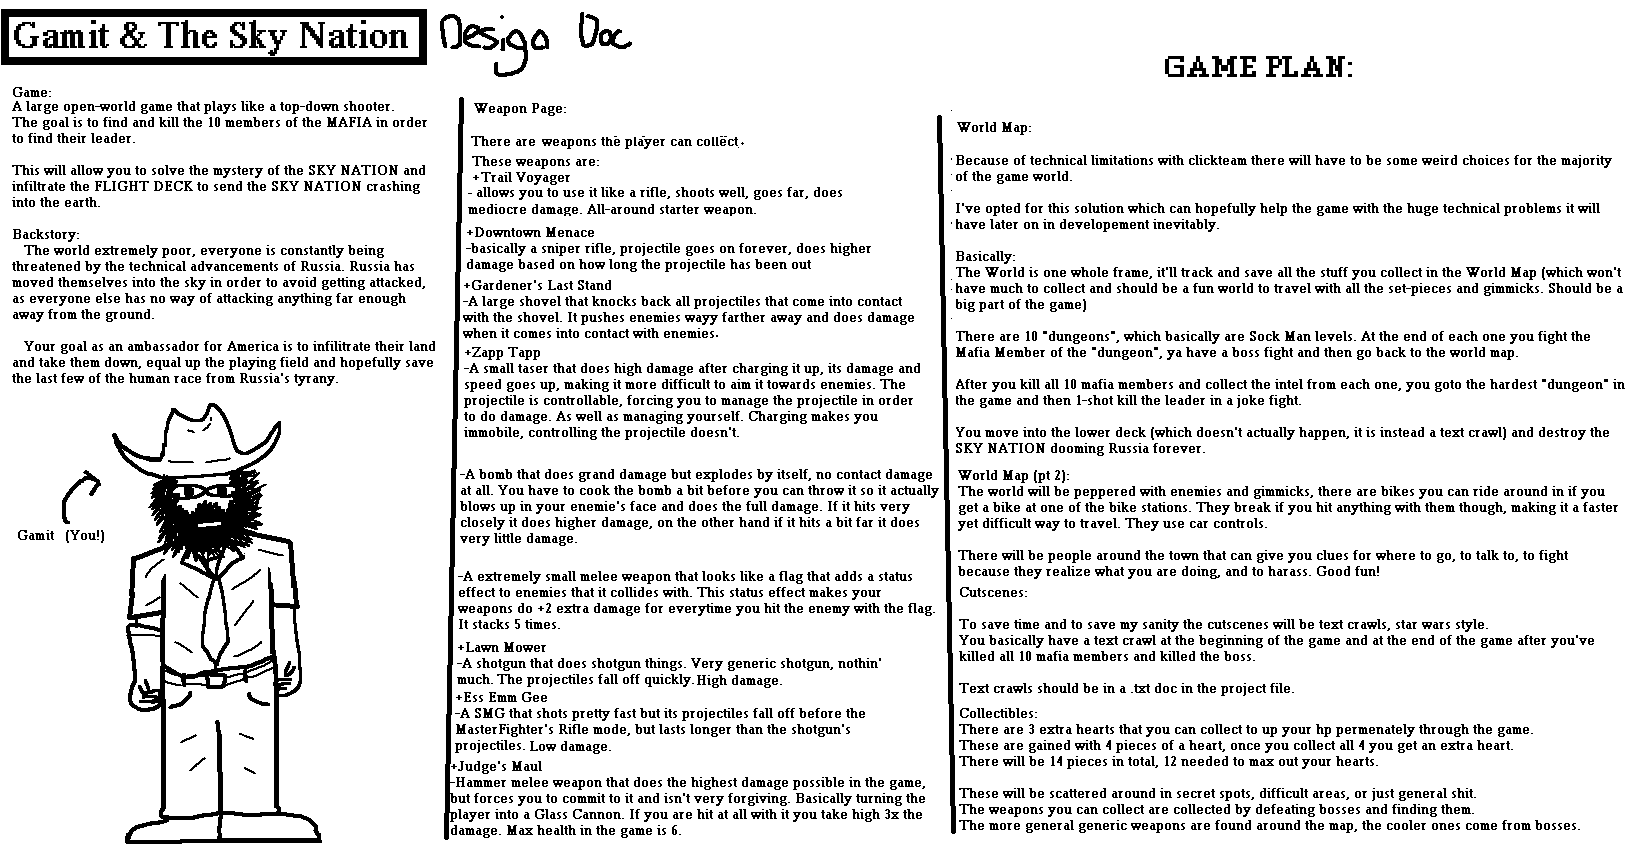 Gamit & The Sky Nation
Design Doc
Game:
A large open-world game that plays like a top-down shooter.
The goal is to find and kill the 10 members of the MAFIA in order
to find their leader.
This will allow you to solve the mystery of the SKY NATION and
infiltrate the FLIGHT DECK to send the SKY NATION crashing
into the earth.
Backstory:
The world extremely poor, everyone is constantly being
threatened by the technical advancements of Russia. Russia has
moved themselves into the sky in order to avoid getting attacked,
as everyone else has no way of attacking anything far enough
away from the ground.
Your goal as an ambassador for America is to infilitrate their land
and take them down, equal up the playing field and hopefully save
the last few of the human race from Russia's tyrany.
Gamit (You!)
Weapon Page:
There are weapons the player can collect.
These weapons are:
+Trail Voyager
- allows you to use it like a rifle, shoots well, goes far, does
mediocre damage. All-around starter weapon.
+Downtown Menace
-basically a sniper rifle, projectile goes on forever, does higher
damage based on how long the projectile has been out
+Gardener's Last Stand
-A large shovel that knocks back all projectiles that come into contact
with the shovel. It pushes enemies wayy farther away and does damage
when it comes into contact with enemies.
+Zapp Tapp
-A small taser that does high damage after charging it up, its damage and
speed goes up, making it more difficult to aim it towards enemies. The
projectile is controllable, forcing you to manage the projectile in order
to do damage. As well as managing yourself. Charging makes you
immobile, controlling the projectile doesn't.
-A bomb that does grand damage but explodes by itself, no contact damage
at all. You have to cook the bomb a bit before you can throw it so it actually
blows up in your enemie's face and does the full damage. If it hits very
closely it does higher damage, on the other hand if it hits a bit far it does
very little damage.
-A extremely small melee weapon that looks like a flag that adds a status
effect to enemies that it collides with. This status effect makes your
weapons do +2 extra damage for everytime you hit the enemy with the flag.
It stacks 5 times.
+Lawn Mower
-A shotgun that does shotgun things. Very generic shotgun, nothin'
much. The projectiles fall off quickly. High damage.
+Ess Emm Gee
-A SMG that shots pretty fast but its projectiles fall off before the
MasterFighter's Rifle mode, but lasts longer than the shotgun's
projectiles. Low damage.
+Judge's Maul
-Hammer melee weapon that does the highest damage possible in the game,
but forces you to commit to it and isn't very forgiving. Basically turning the
player into a Glass Cannon. If you are hit at all with it you take high 3x the
damage. Max health in the game is 6.
GAME PLAN:
World Map:
Because of technical limitations with clickteam there will have to be some weird choices for the majority
of the game world.
I've opted for this solution which can hopefully help the game with the huge technical problems it will
have later on in developement inevitably.
Basically:
The World is one whole frame, it'll track and save all the stuff you collect in the World Map (which won't
have much to collect and should be a fun world to travel with all the set-pieces and gimmicks. Should be a
big part of the game)
There are 10 "dungeons", which basically are Sock Man levels. At the end of each one you fight the
Mafia Member of the "dungeon", ya have a boss fight and then go back to the world map.
After you kill all 10 mafia members and collect the intel from each one, you goto the hardest "dungeon" in
the game and then 1-shot kill the leader in a joke fight.
You move into the lower deck (which doesn't actually happen, it is instead a text crawl) and destroy the
SKY NATION dooming Russia forever.
World Map (pt 2):
The world will be peppered with enemies and gimmicks, there are bikes you can ride around in if you
get a bike at one of the bike stations. They break if you hit anything with them though, making it a faster
yet difficult way to travel. They use car controls.
There will be people around the town that can give you clues for where to go, to talk to, to fight
because they realize what you are doing, and to harass. Good fun!
Cutscenes:
To save time and to save my sanity the cutscenes will be text crawls, star wars style.
You basically have a text crawl at the beginning of the game and at the end of the game after you've
killed all 10 mafia members and killed the boss.
Text crawls should be in a .txt doc in the project file.
Collectibles:
There are 3 extra hearts that you can collect to up your hp permenately through the game.
These are gained with 4 pieces of a heart, once you collect all 4 you get an extra heart.
There will be 14 pieces in total, 12 needed to max out your hearts.
These will be scattered around in secret spots, difficult areas, or just general shit.
The weapons you can collect are collected by defeating bosses and finding them.
The more general generic weapons are found around the map, the cooler ones come from bosses.